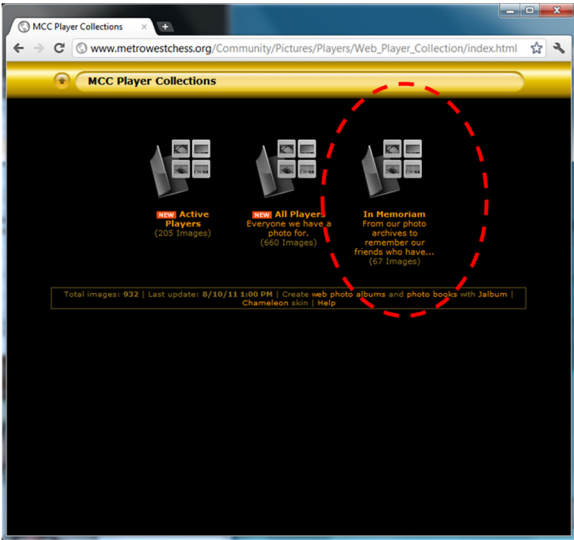 MCC Player Collections
www.metrowestchess.org/Community/Pictures/Players/Web_Player_Collection/index.html
MCC Player Collections
NEW Active
Players
(205 Images)
NEW All Players
Everyone we have a
photo for.
(660 Images)
In Memoriam
From our photo
archives to
remember our
friends who have...
(67 Images)
Total images: 932 | Last update: 8/10/11 1:00 PM | Create web photo albums and photo books with Jalbum |
Chameleon skin | Help